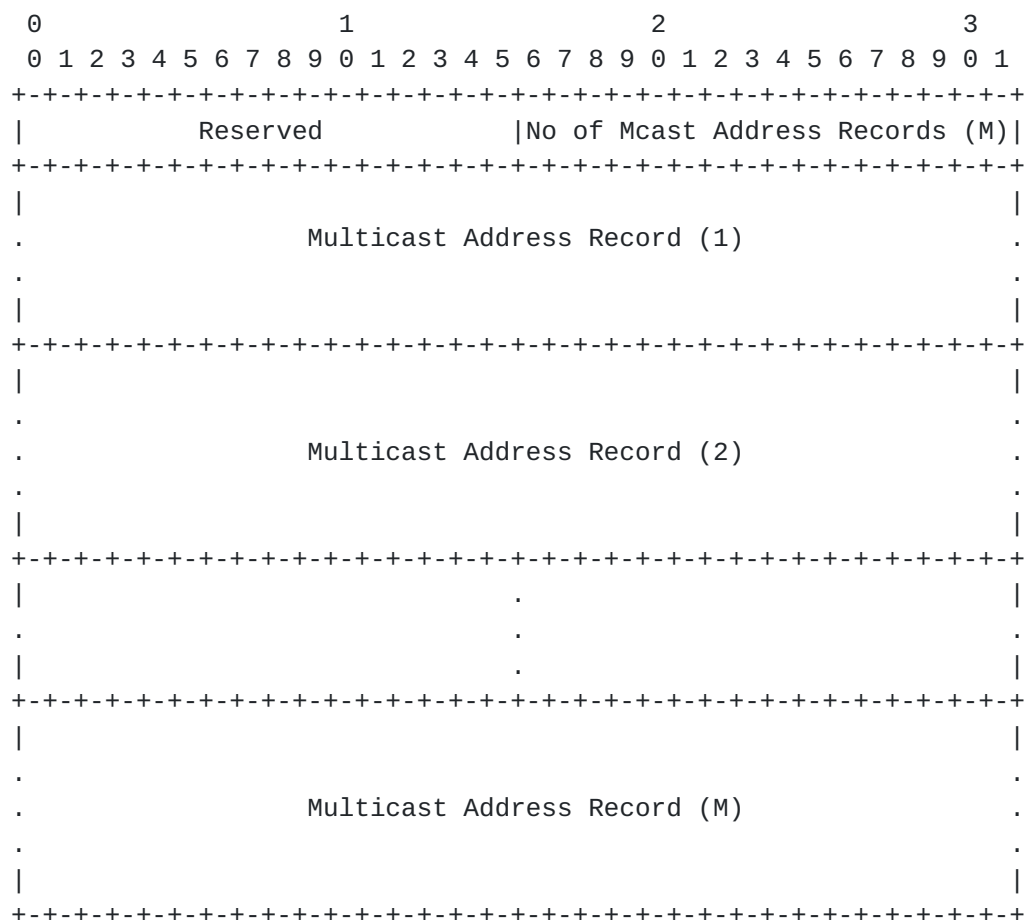 0                   1                   2                   3
 0 1 2 3 4 5 6 7 8 9 0 1 2 3 4 5 6 7 8 9 0 1 2 3 4 5 6 7 8 9 0 1
+-+-+-+-+-+-+-+-+-+-+-+-+-+-+-+-+-+-+-+-+-+-+-+-+-+-+-+-+-+-+-+-+
|           Reserved            |No of Mcast Address Records (M)|
+-+-+-+-+-+-+-+-+-+-+-+-+-+-+-+-+-+-+-+-+-+-+-+-+-+-+-+-+-+-+-+-+
|                                                               |
.                  Multicast Address Record (1)                 .
.                                                               .
|                                                               |
+-+-+-+-+-+-+-+-+-+-+-+-+-+-+-+-+-+-+-+-+-+-+-+-+-+-+-+-+-+-+-+-+
|                                                               |
.                                                               .
.                  Multicast Address Record (2)                 .
.                                                               .
|                                                               |
+-+-+-+-+-+-+-+-+-+-+-+-+-+-+-+-+-+-+-+-+-+-+-+-+-+-+-+-+-+-+-+-+
|                               .                               |
.                               .                               .
|                               .                               |
+-+-+-+-+-+-+-+-+-+-+-+-+-+-+-+-+-+-+-+-+-+-+-+-+-+-+-+-+-+-+-+-+
|                                                               |
.                                                               .
.                  Multicast Address Record (M)                 .
.                                                               .
|                                                               |
+-+-+-+-+-+-+-+-+-+-+-+-+-+-+-+-+-+-+-+-+-+-+-+-+-+-+-+-+-+-+-+-+